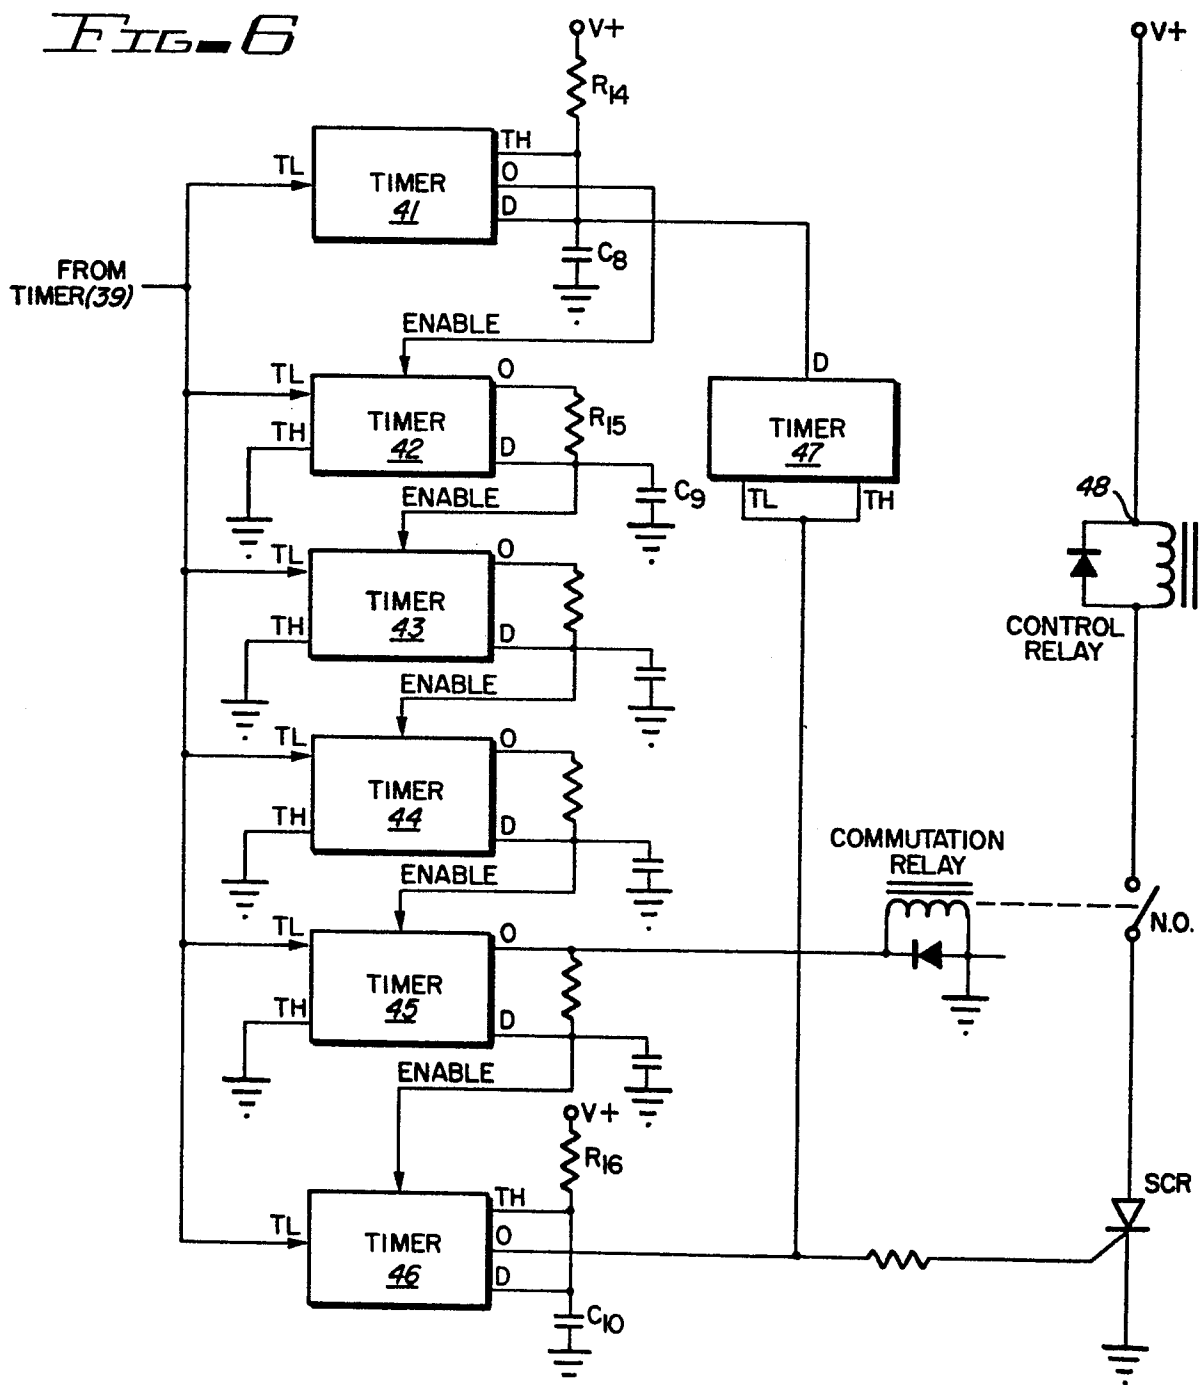 FIG-6
V+
V+
R14
TH
TL
O
TIMER
41
D
C8
FROM
TIMER(39)
ENABLE
TL
O
D
TIMER
42
R15
TIMER
47
TH
D
ENABLE
C9
TL
TH
48
TL
O
TIMER
43
TH
D
CONTROL
RELAY
ENABLE
TL
O
TIMER
44
TH
D
COMMUTATION
RELAY
ENABLE
TL
O
N.O.
TIMER
45
TH
D
ENABLE
V+
R16
SCR
TH
TL
O
TIMER
46
D
C10